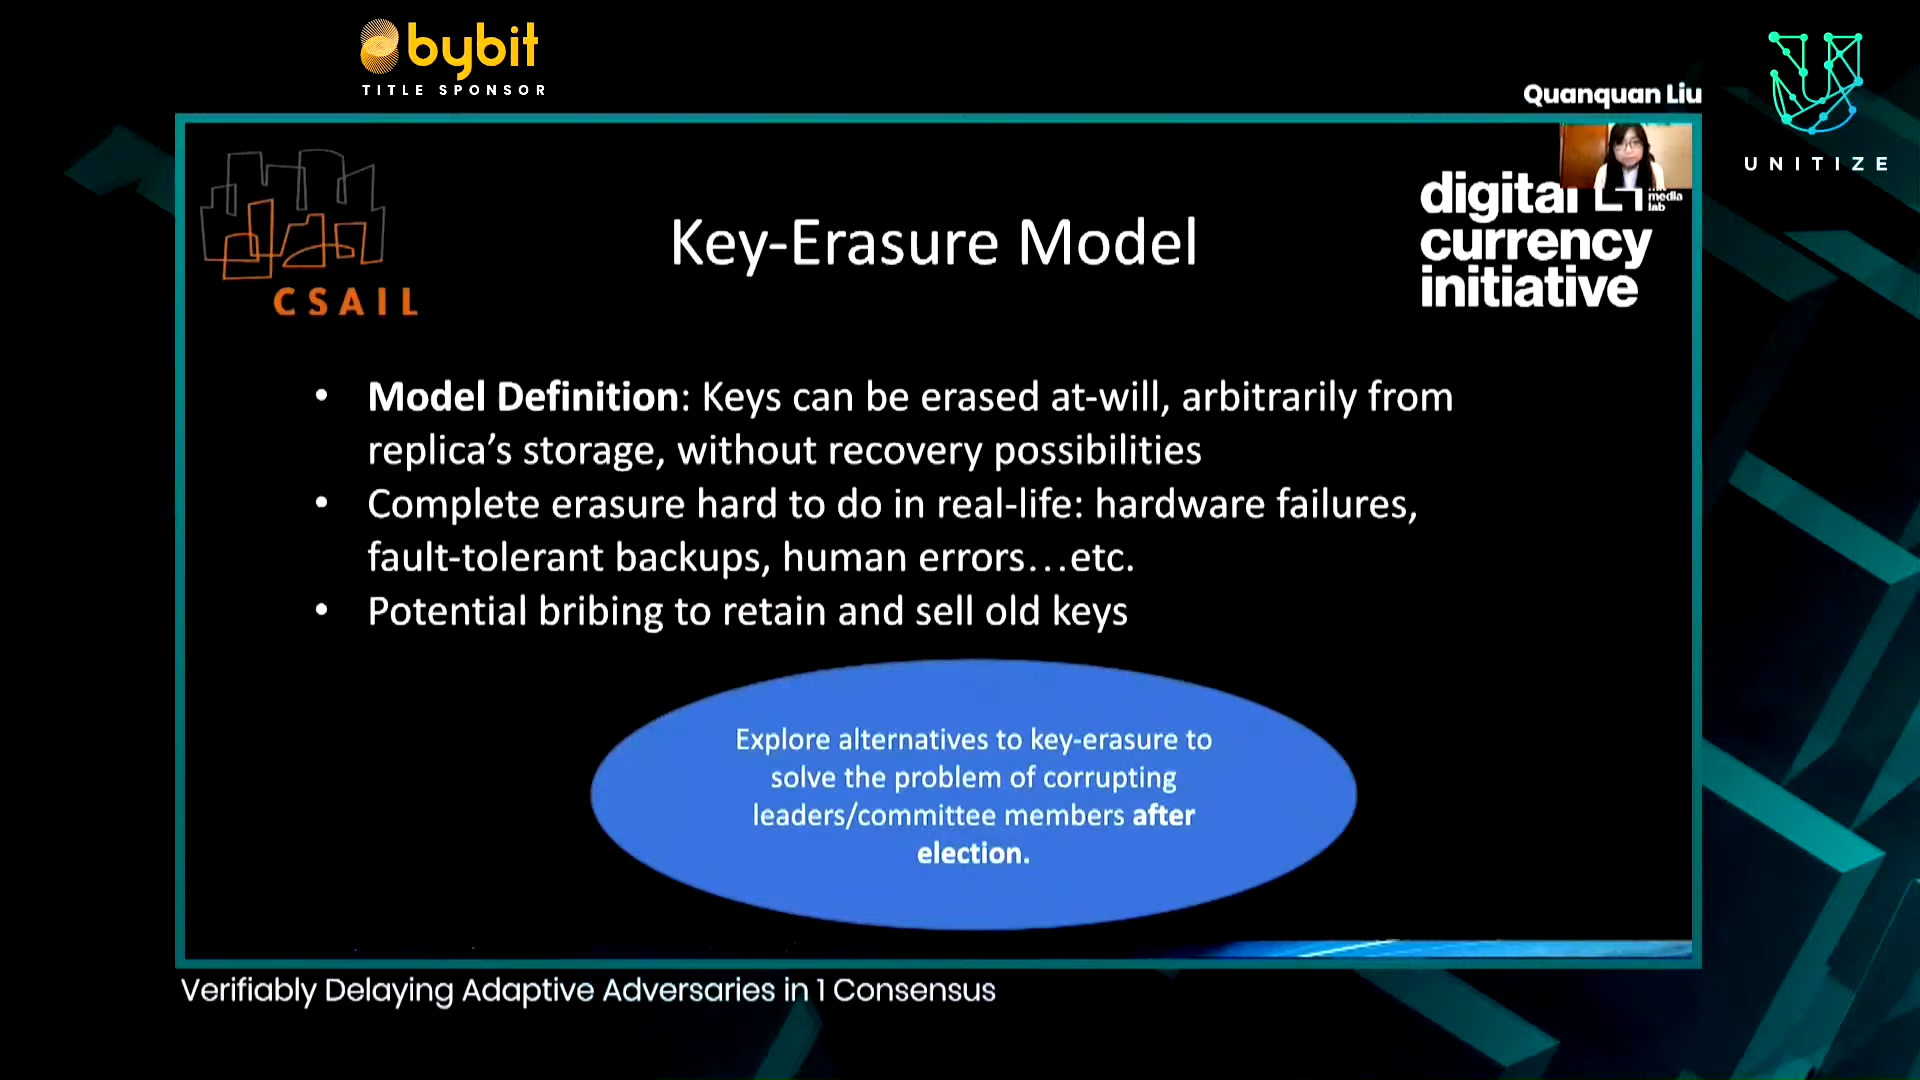 bybit
TITLE SPONSOR
Quanquan Liu
UNITIZE
CSAIL
Key-Erasure Model
digital
media
lab
currency
initiative
• Model Definition: Keys can be erased at-will, arbitrarily from
replica’s storage, without recovery possibilities
• Complete erasure hard to do in real-life: hardware failures,
fault-tolerant backups, human errors…etc.
• Potential bribing to retain and sell old keys
Explore alternatives to key-erasure to
solve the problem of corrupting
leaders/committee members after
election.
Verifiably Delaying Adaptive Adversaries in 1 Consensus